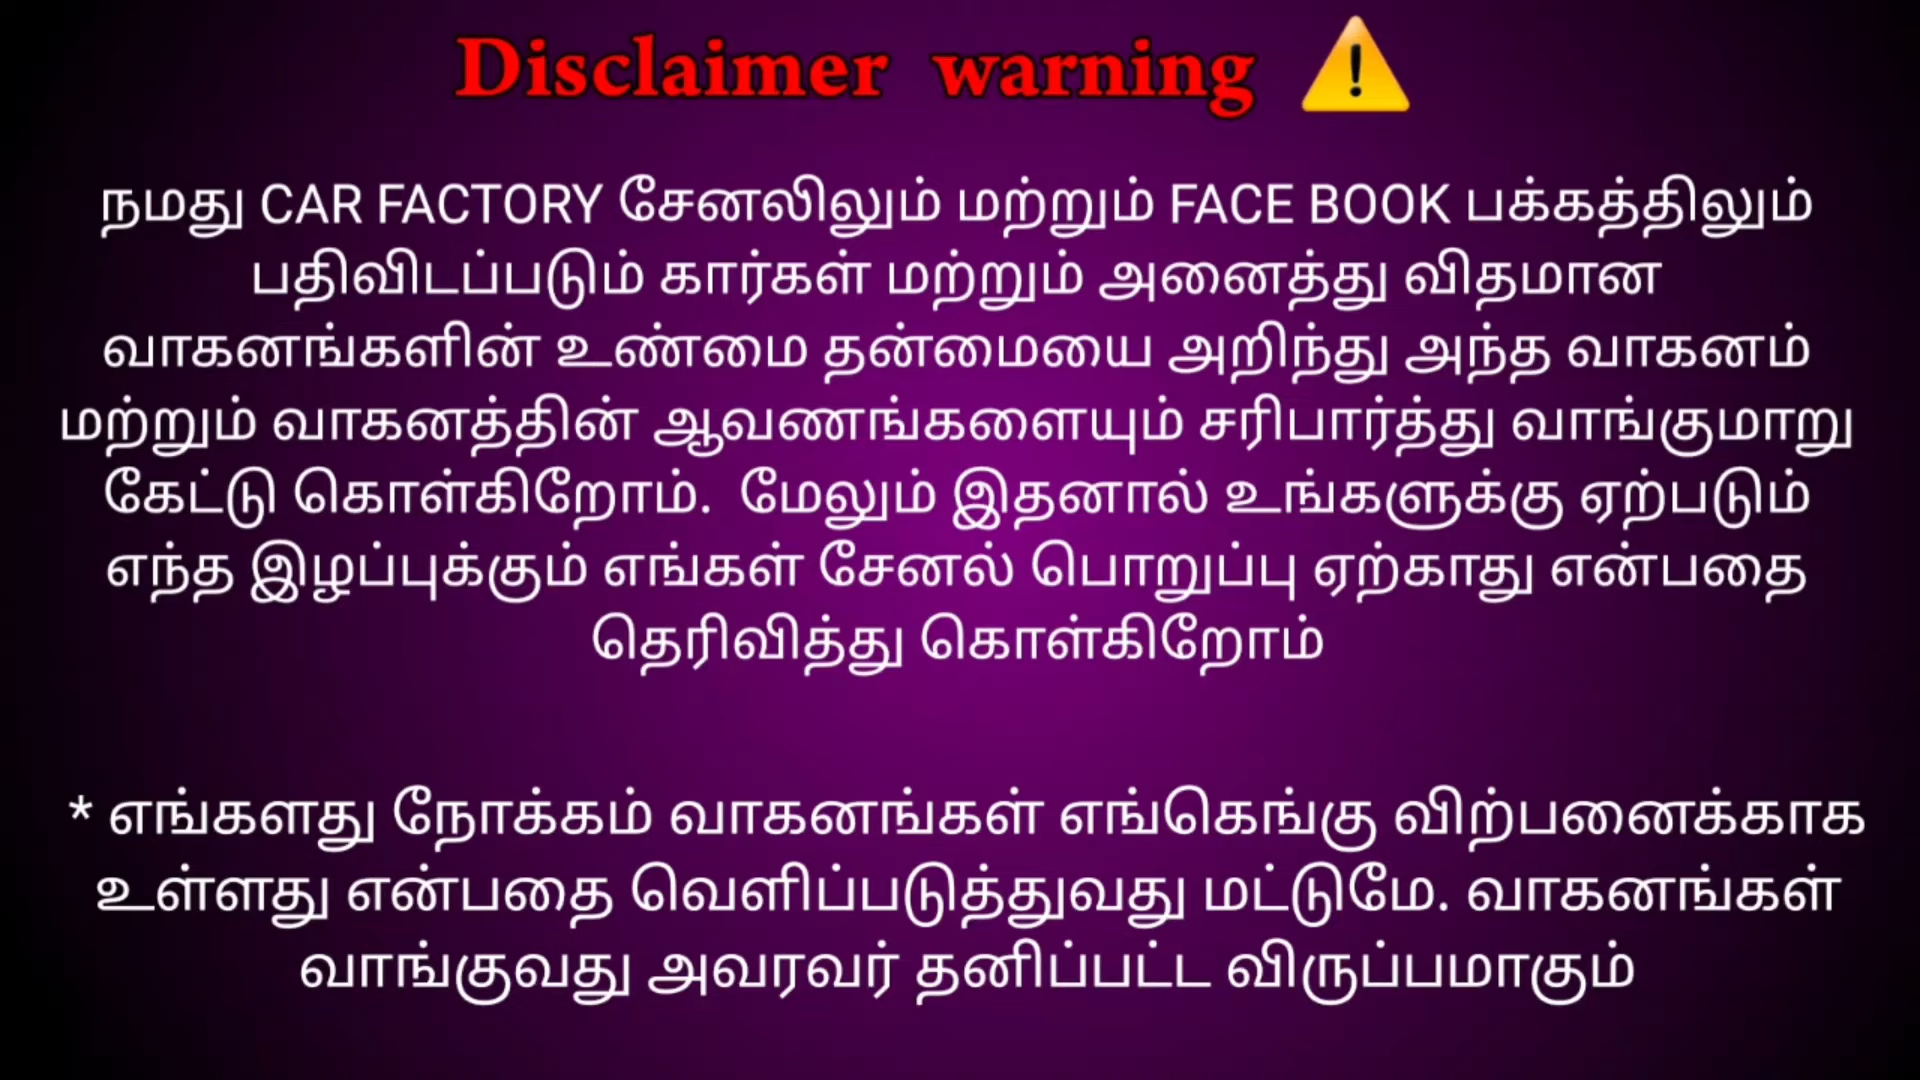 Disclaimer warning ⚠️
நமது CAR FACTORY சேனலிலும் மற்றும் FACE BOOK பக்கத்திலும்
பதிவிடப்படும் கார்கள் மற்றும் அனைத்து விதமான
வாகனங்களின் உண்மை தன்மையை அறிந்து அந்த வாகனம்
மற்றும் வாகனத்தின் ஆவணங்களையும் சரிபார்த்து வாங்குமாறு
கேட்டு கொள்கிறோம். மேலும் இதனால் உங்களுக்கு ஏற்படும்
எந்த இழப்புக்கும் எங்கள் சேனல் பொறுப்பு ஏற்காது என்பதை
தெரிவித்து கொள்கிறோம்
* எங்களது நோக்கம் வாகனங்கள் எங்கெங்கு விற்பனைக்காக
உள்ளது என்பதை வெளிப்படுத்துவது மட்டுமே. வாகனங்கள்
வாங்குவது அவரவர் தனிப்பட்ட விருப்பமாகும்